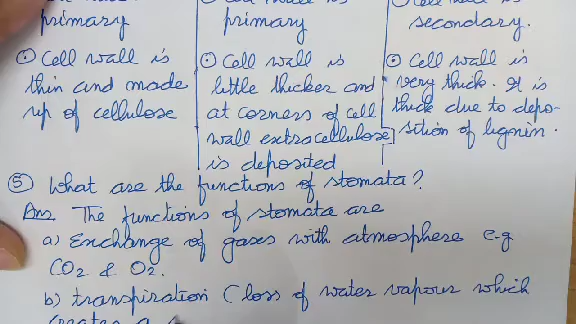 primary
primary
secondary.
⊙ Cell wall is
thin and made
up of cellulose
⊙ Cell wall is
little thicker and
at corners of cell
wall extracellulose
is deposited
⊙ Cell wall is
very thick. It is
thick due to depo-
sition of lignin.
⑤ What are the functions of stomata?
Ans The functions of stomata are
a) Exchange of gases with atmosphere e.g
CO2 & O2.
b) transpiration (loss of water vapour which
creates a